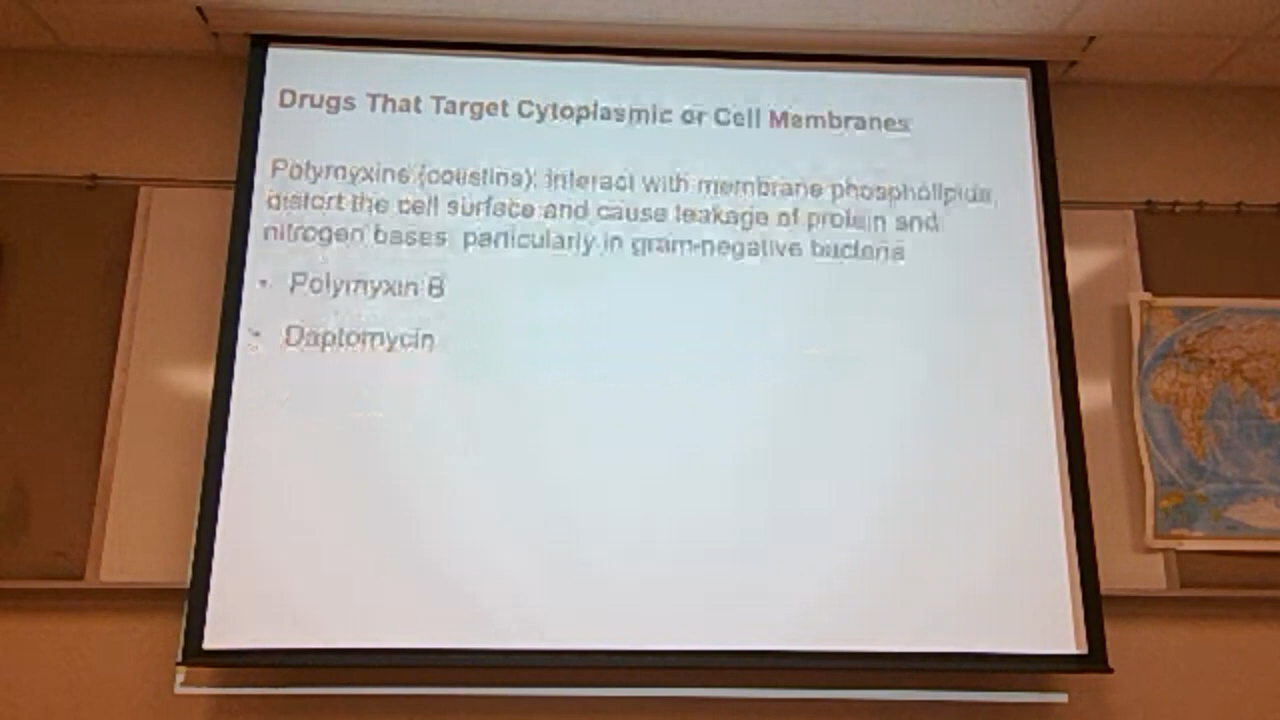 Drugs That Target Cytoplasmic or Cell Membranes
Polymyxins (colistins): interact with membrane phospholipids,
distort the cell surface and cause leakage of protein and
nitrogen bases, particularly in gram-negative bacteria
• Polymyxin B
• Daptomycin